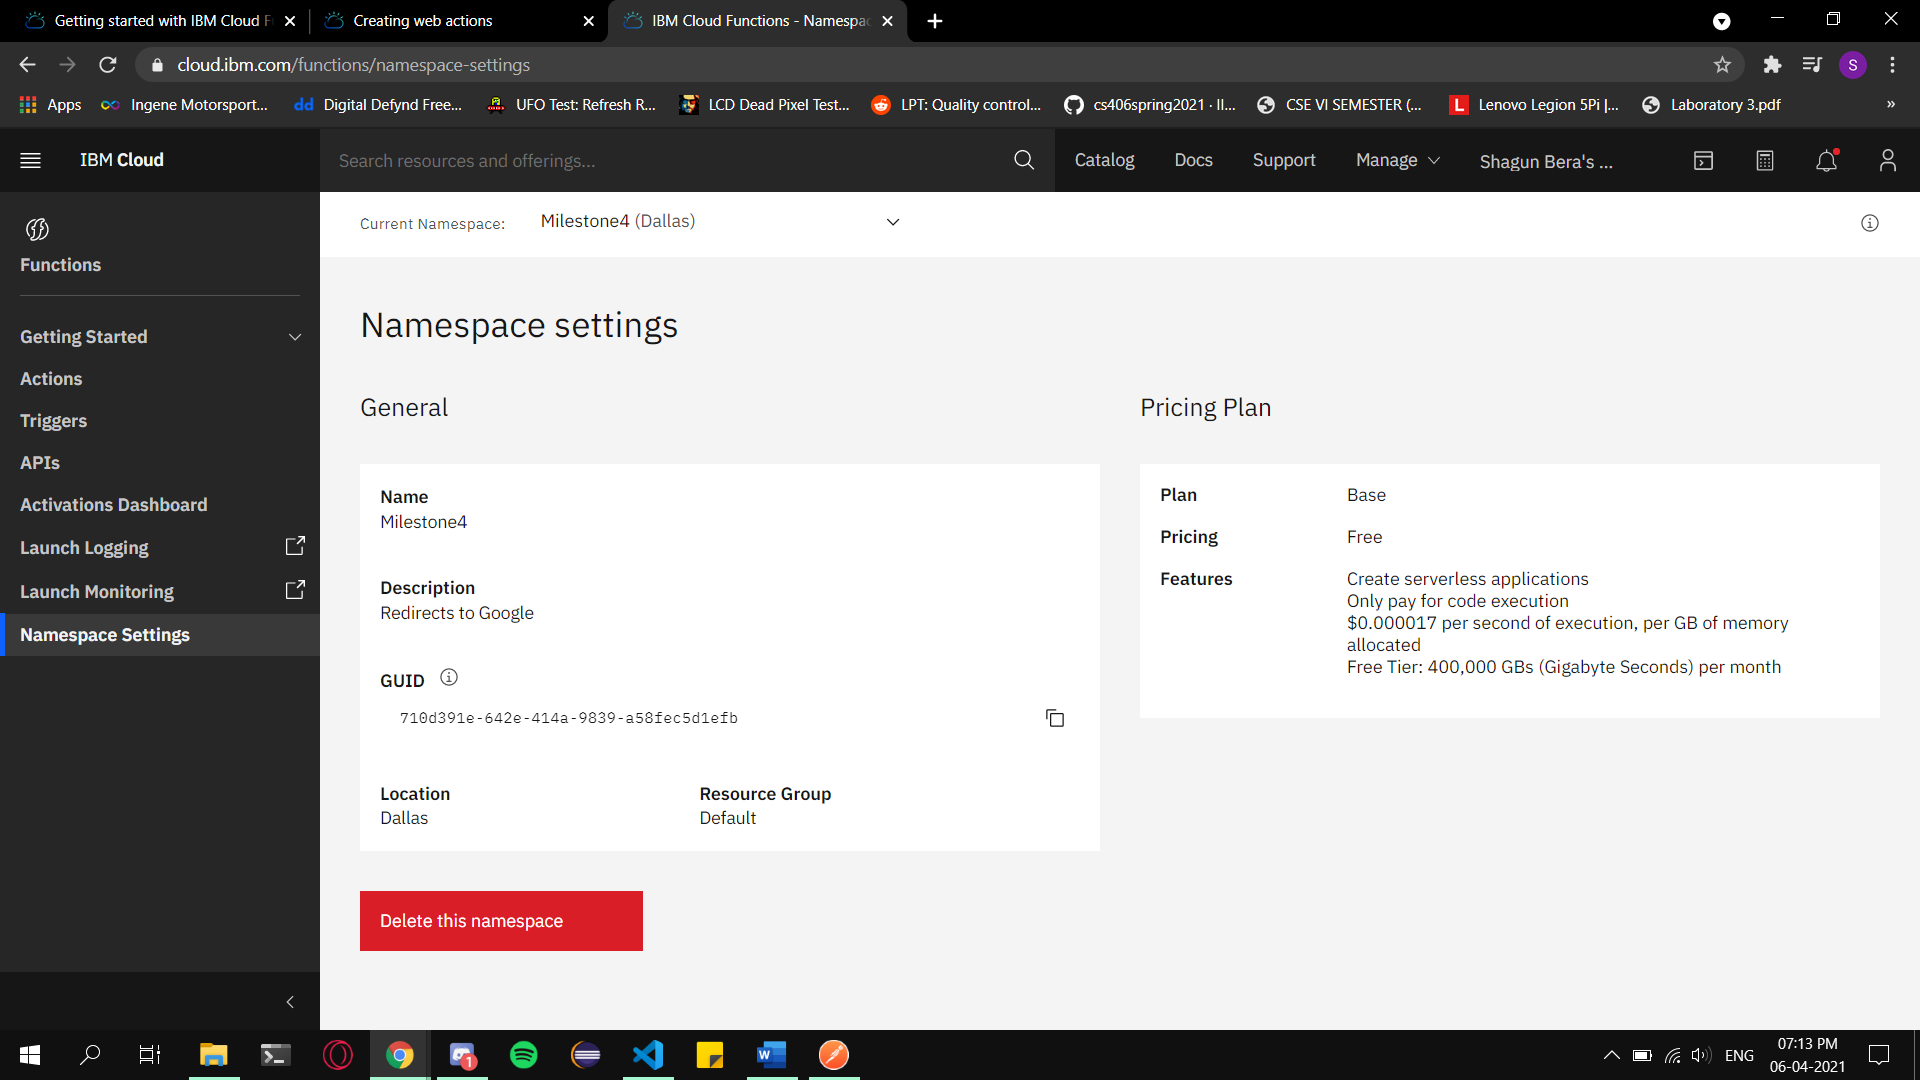 Getting started with IBM Cloud F
Creating web actions
IBM Cloud Functions - Namespac
cloud.ibm.com/functions/namespace-settings
S
Apps
Ingene Motorsport...
Digital Defynd Free...
UFO Test: Refresh R...
LCD Dead Pixel Test...
LPT: Quality control...
cs406spring2021 · II...
CSE VI SEMESTER (...
Lenovo Legion 5Pi |...
Laboratory 3.pdf
»
IBM Cloud
Search resources and offerings...
Catalog
Docs
Support
Manage
Shagun Bera's ...
Functions
Getting Started
Actions
Triggers
APIs
Activations Dashboard
Launch Logging
Launch Monitoring
Namespace Settings
Current Namespace:
Milestone4 (Dallas)
Namespace settings
General
Name
Milestone4
Description
Redirects to Google
GUID
710d391e-642e-414a-9839-a58fec5d1efb
Location
Dallas
Resource Group
Default
Delete this namespace
Pricing Plan
Plan
Base
Pricing
Free
Features
Create serverless applications
Only pay for code execution
$0.000017 per second of execution, per GB of memory
allocated
Free Tier: 400,000 GBs (Gigabyte Seconds) per month
1
ENG
07:13 PM
06-04-2021